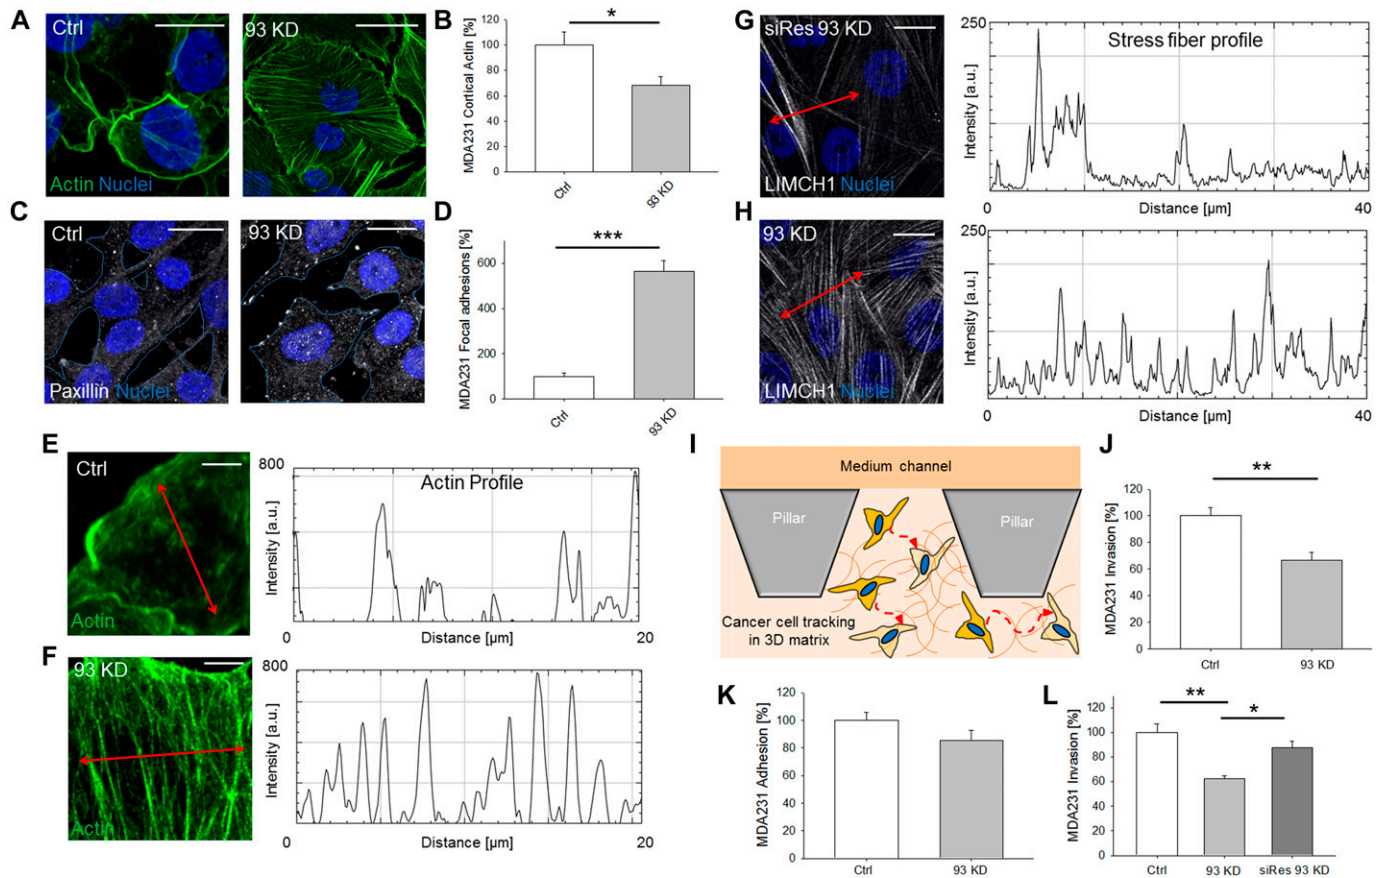 A
Ctrl
Actin Nuclei
93 KD
B
MDA231 Cortical Actin [%]
120
100
80
60
40
20
0
*
Ctrl
93 KD
C
Ctrl
Paxillin Nuclei
93 KD
D
MDA231 Focal adhesions [%]
600
400
200
0
***
Ctrl
93 KD
E
Ctrl
Actin
800
Actin Profile
Intensity [a.u.]
0
Distance [µm]
20
F
93 KD
Actin
800
Intensity [a.u.]
0
Distance [µm]
20
G
siRes 93 KD
LIMCH1 Nuclei
250
Stress fiber profile
Intensity [a.u.]
0
Distance [µm]
40
H
93 KD
LIMCH1 Nuclei
250
Intensity [a.u.]
0
Distance [µm]
40
I
Medium channel
Pillar
Pillar
Cancer cell tracking
in 3D matrix
J
MDA231 Invasion [%]
120
100
80
60
40
20
0
**
Ctrl
93 KD
K
MDA231 Adhesion [%]
120
100
80
60
40
20
0
Ctrl
93 KD
L
MDA231 Invasion [%]
120
100
80
60
40
20
0
**
*
Ctrl
93 KD
siRes 93 KD